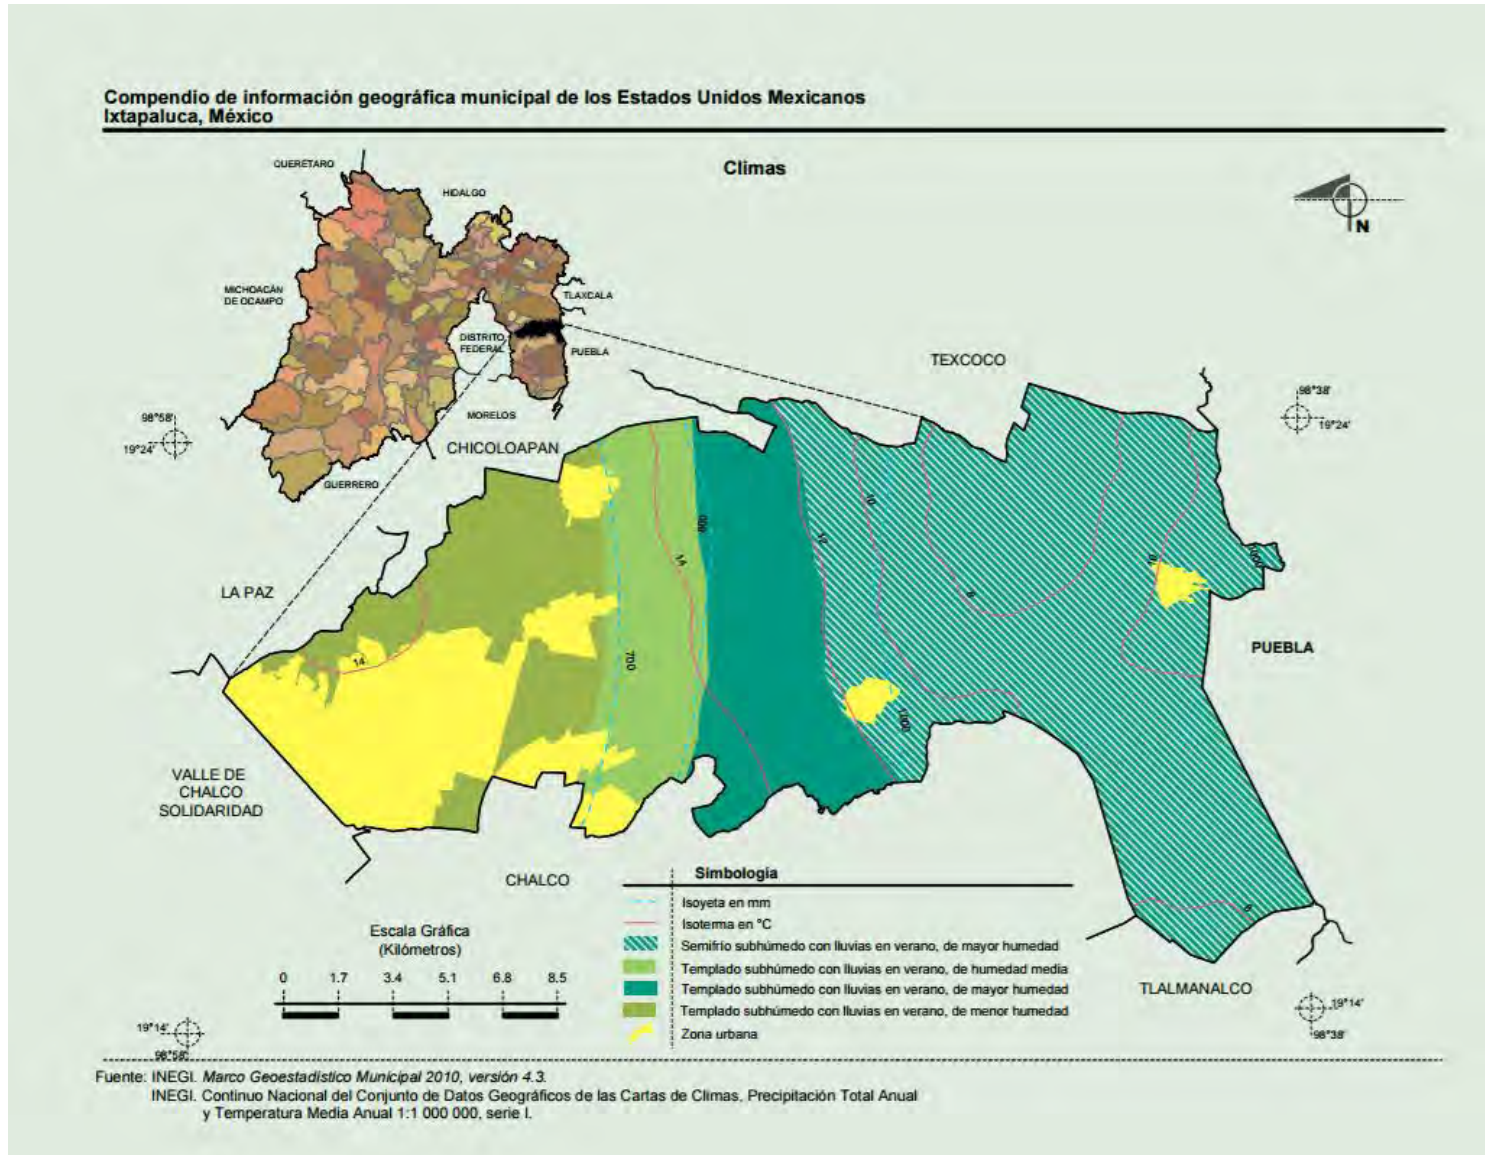 Compendio de información geográfica municipal de los Estados Unidos Mexicanos
Ixtapaluca, México
Climas
N
QUERÉTARO
HIDALGO
MICHOACÁN
DE OCAMPO
TLAXCALA
DISTRITO
FEDERAL
PUEBLA
MORELOS
GUERRERO
98°58'
19°24'
98°38'
19°24'
TEXCOCO
CHICOLOAPAN
LA PAZ
PUEBLA
VALLE DE
CHALCO
SOLIDARIDAD
CHALCO
TLALMANALCO
14
700
14
800
12
10
1000
1000
Simbología
Isoyeta en mm
Isoterma en °C
Semifrío subhúmedo con lluvias en verano, de mayor humedad
Templado subhúmedo con lluvias en verano, de humedad media
Templado subhúmedo con lluvias en verano, de mayor humedad
Templado subhúmedo con lluvias en verano, de menor humedad
Zona urbana
Escala Gráfica
(Kilómetros)
0 1.7 3.4 5.1 6.8 8.5
19°14'
98°58'
19°14'
98°38'
Fuente: INEGI. Marco Geoestadístico Municipal 2010, versión 4.3.
INEGI. Continuo Nacional del Conjunto de Datos Geográficos de las Cartas de Climas, Precipitación Total Anual
y Temperatura Media Anual 1:1 000 000, serie I.